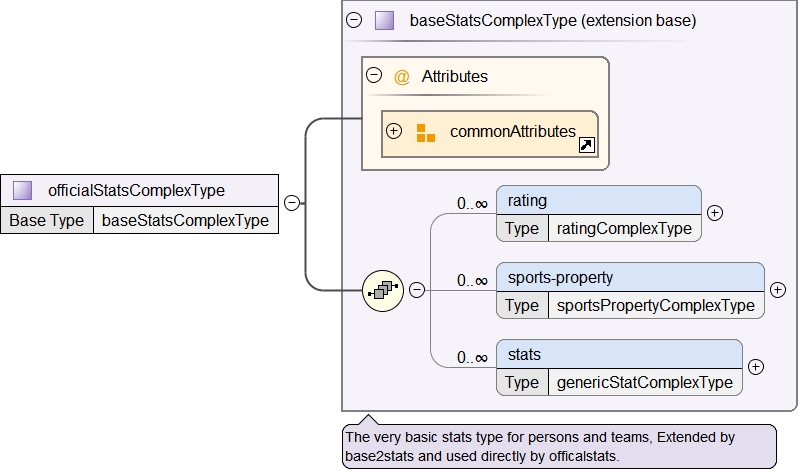 baseStatsComplexType (extension base)
@ Attributes
commonAttributes
officialStatsComplexType
Base Type baseStatsComplexType
0..∞ rating
Type ratingComplexType
0..∞ sports-property
Type sportsPropertyComplexType
0..∞ stats
Type genericStatComplexType
The very basic stats type for persons and teams, Extended by
base2stats and used directly by officalstats.